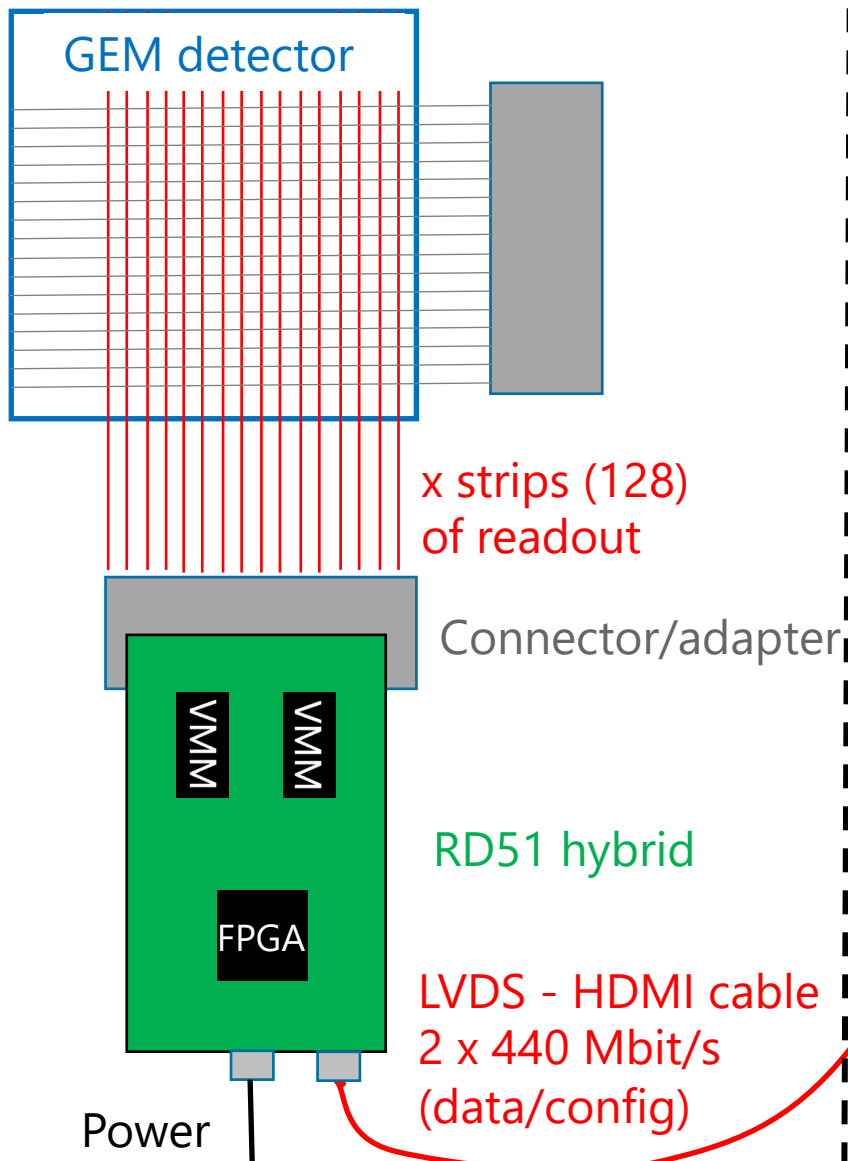 GEM detector
x strips (128)
of readout
Connector/adapter
VMM
VMM
RD51 hybrid
FPGA
LVDS - HDMI cable
2 x 440 Mbit/s
(data/config)
Power